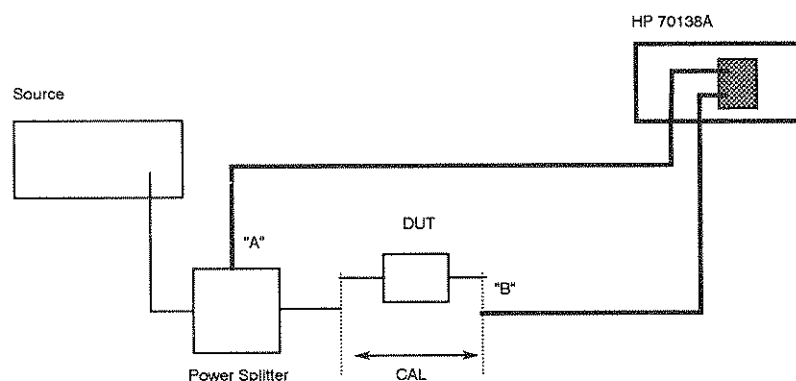 HP 70138A
Source
DUT
"A"
"B"
Power Splitter
CAL